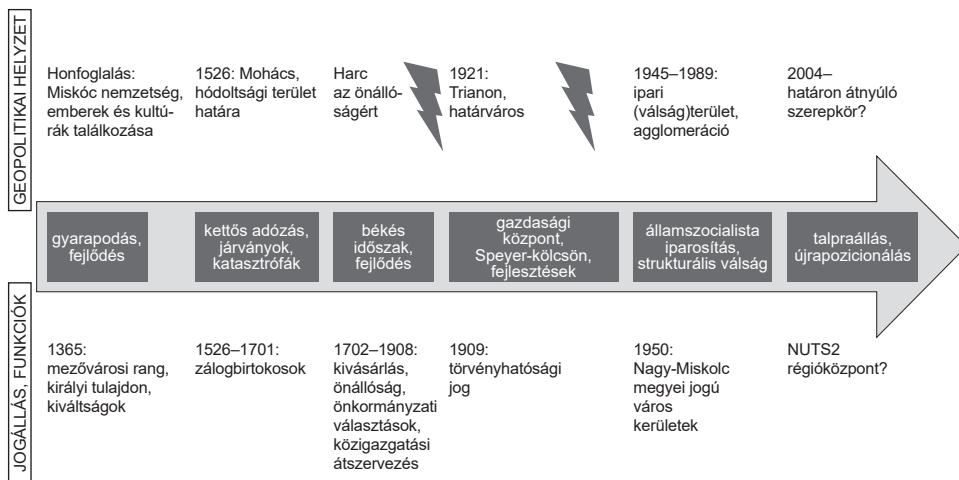 GEOPOLITIKAI HELYZET
Honfoglalás:
Miskóc nemzetség,
emberek és kultú-
rák találkozása
1526: Mohács,
hódoltsági terület
határa
Harc
az önálló-
ságért
1921:
Trianon,
határváros
1945–1989:
ipari
(válság)terület,
agglomeráció
2004–
határon átnyúló
szerepkör?
gyarapodás,
fejlődés
kettős adózás,
járványok,
katasztrófák
békés
időszak,
fejlődés
gazdasági
központ,
Speyer-kölcsön,
fejlesztések
államszocialista
iparosítás,
strukturális válság
talpraállás,
újrapozicionálás
JOGÁLLÁS, FUNKCIÓK
1365:
mezővárosi rang,
királyi tulajdon,
kiváltságok
1526–1701:
zálogbirtokosok
1702–1908:
kivásárlás,
önállóság,
önkormányzati
választások,
közigazgatási
átszervezés
1909:
törvényhatósági
jog
1950:
Nagy-Miskolc
megyei jogú
város
kerületek
NUTS2
régióközpont?